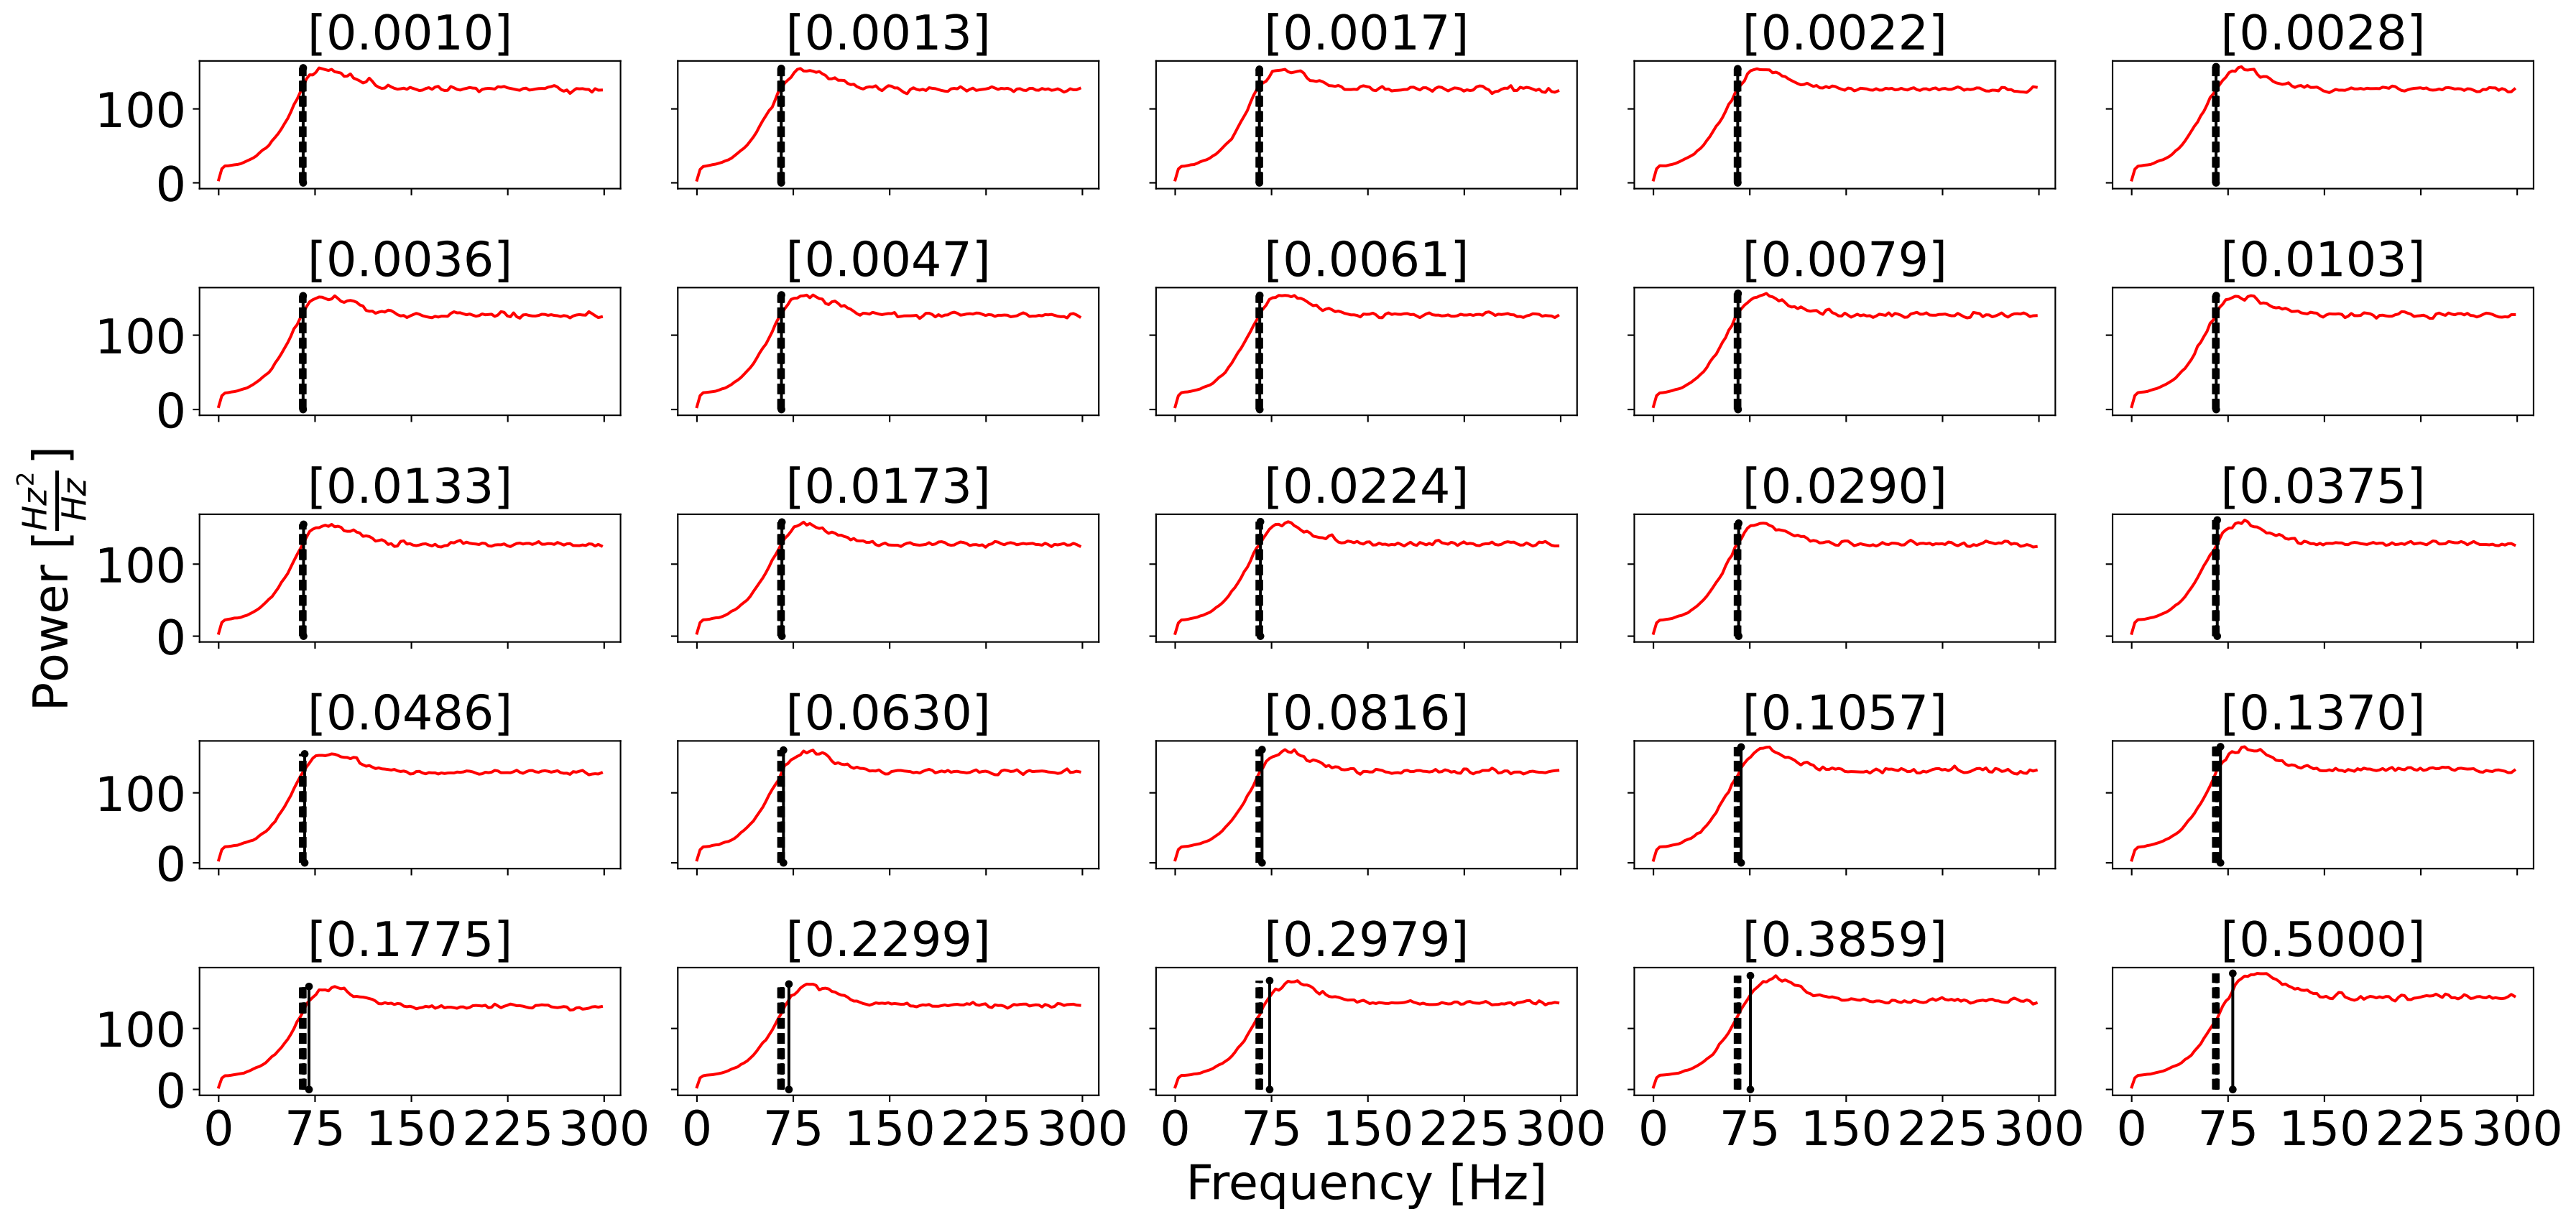 [0.0010] [0.0013] [0.0017] [0.0022] [0.0028]
100
0
[0.0036] [0.0047] [0.0061] [0.0079] [0.0103]
100
0
Power [Hz²/Hz]
[0.0133] [0.0173] [0.0224] [0.0290] [0.0375]
100
0
[0.0486] [0.0630] [0.0816] [0.1057] [0.1370]
100
0
[0.1775] [0.2299] [0.2979] [0.3859] [0.5000]
100
0
0 75 150 225 300 0 75 150 225 300 0 75 150 225 300 0 75 150 225 300 0 75 150 225 300
Frequency [Hz]